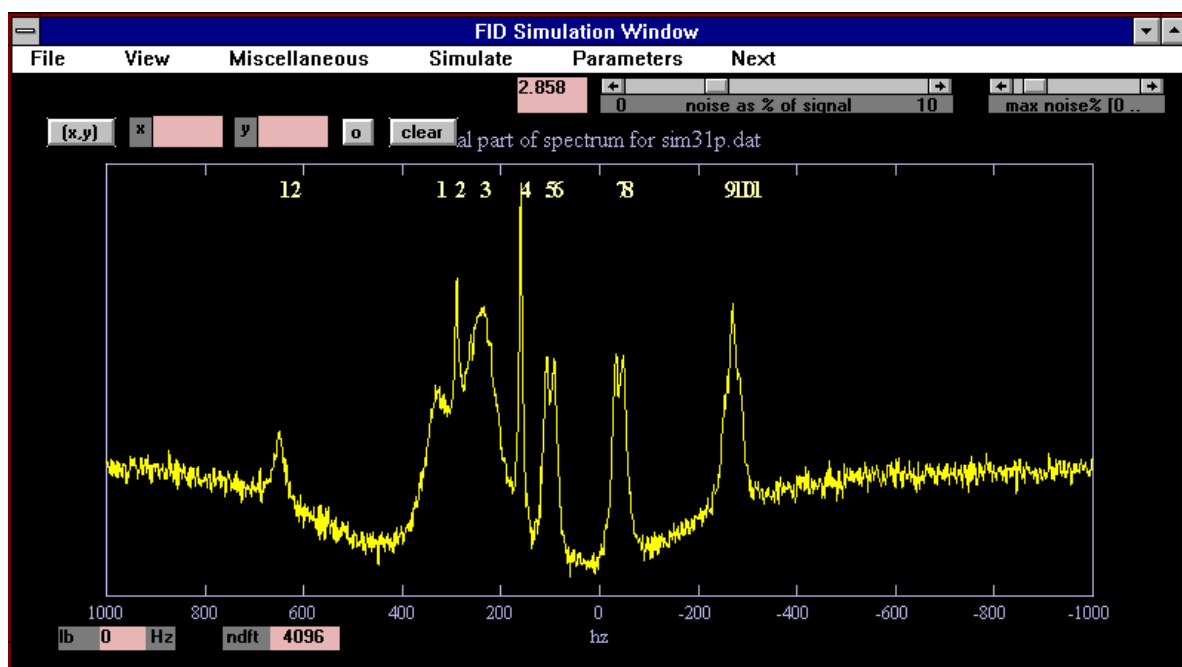 FID Simulation Window
File View Miscellaneous Simulate Parameters Next
2.858
0 noise as % of signal 10 max noise% [0 ..
(x,y) x y o clear al part of spectrum for sim31p.dat
12 1 2 3 4 56 78 91011
1000 800 600 400 200 0 -200 -400 -600 -800 -1000
lb 0 Hz ndft 4096 hz